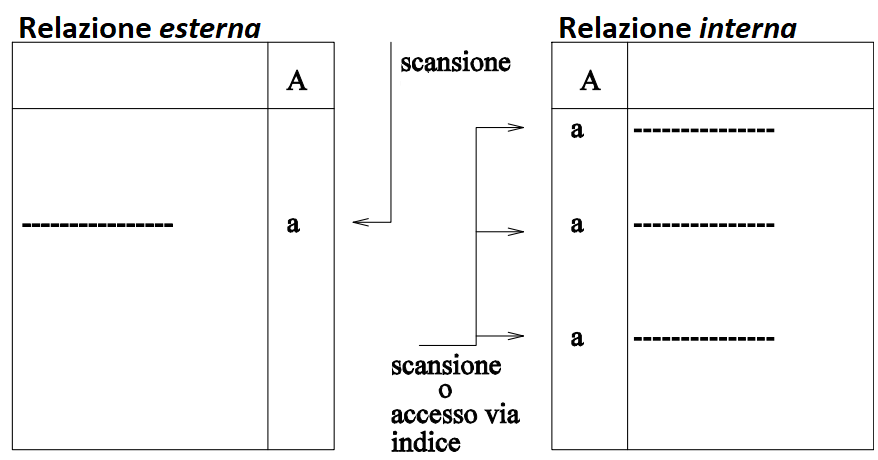 Relazione esterna
Relazione interna
A
scansione
A
a
a
a
a
scansione
o
accesso via
indice